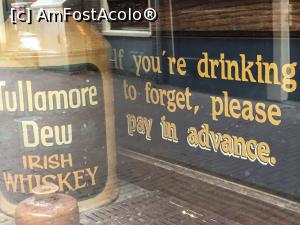 [c] AmFostAcolo®
If you're drinking
to forget, please
pay in advance.
Tullamore
Dew
IRISH
WHISKEY